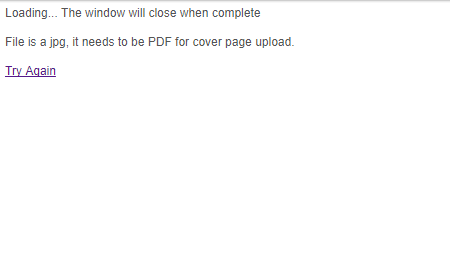 Loading... The window will close when complete
File is a jpg, it needs to be PDF for cover page upload.
Try Again